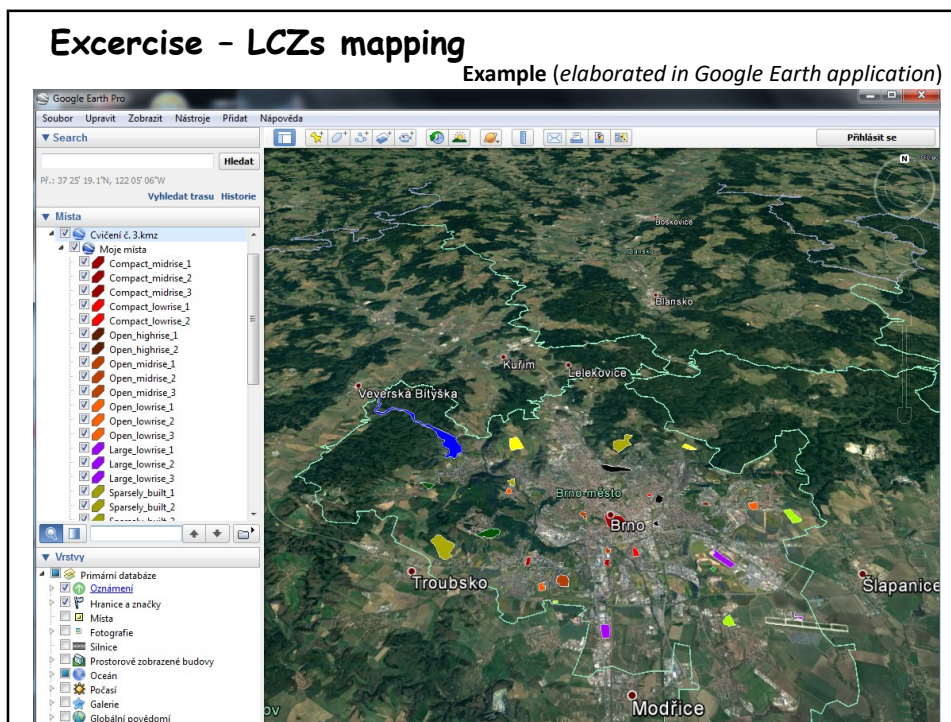 Excercise – LCZs mapping
Example (elaborated in Google Earth application)
Google Earth Pro
Soubor Upravit Zobrazit Nástroje Přidat Nápověda
Search
Hledat
Př.: 37 25' 19.1"N, 122 05' 06"W
Vyhledat trasu Historie
Místa
Cvičení č. 3.kmz
Moje místa
Compact_midrise_1
Compact_midrise_2
Compact_midrise_3
Compact_lowrise_1
Compact_lowrise_2
Open_highrise_1
Open_highrise_2
Open_midrise_1
Open_midrise_2
Open_midrise_3
Open_lowrise_1
Open_lowrise_2
Open_lowrise_3
Large_lowrise_1
Large_lowrise_2
Large_lowrise_3
Sparsely_built_1
Sparsely_built_2
Vrstvy
Primární databáze
Oznámení
Hranice a značky
Místa
Fotografie
Silnice
Prostorově zobrazené budovy
Oceán
Počasí
Galerie
Globální povědomí
Přihlásit se
N
Boskovice
Blansko
Kuřim
Lelekovice
Veverská Bítýška
Brno-město
Brno
Troubsko
Šlapanice
Modřice
ov